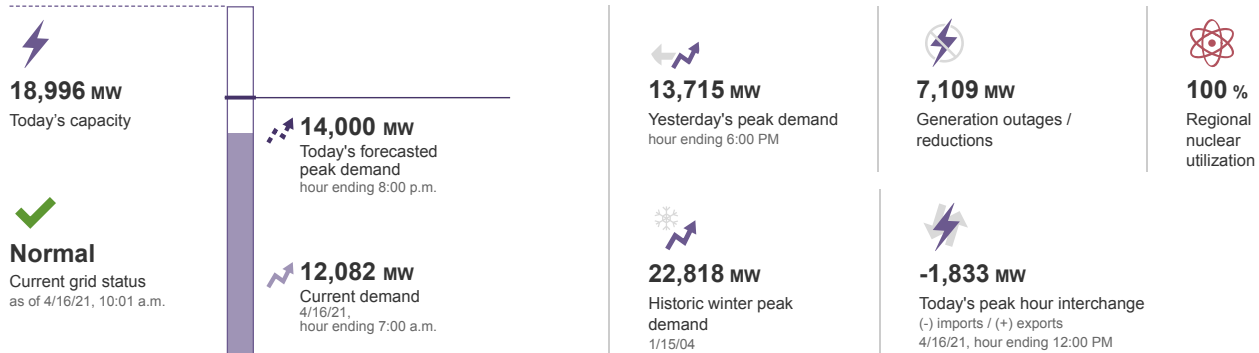 18,996 MW
Today's capacity
Normal
Current grid status
as of 4/16/21, 10:01 a.m.
14,000 MW
Today's forecasted
peak demand
hour ending 8:00 p.m.
12,082 MW
Current demand
4/16/21,
hour ending 7:00 a.m.
13,715 MW
Yesterday's peak demand
hour ending 6:00 PM
7,109 MW
Generation outages /
reductions
100 %
Regional
nuclear
utilization
22,818 MW
Historic winter peak
demand
1/15/04
-1,833 MW
Today's peak hour interchange
(-) imports / (+) exports
4/16/21, hour ending 12:00 PM